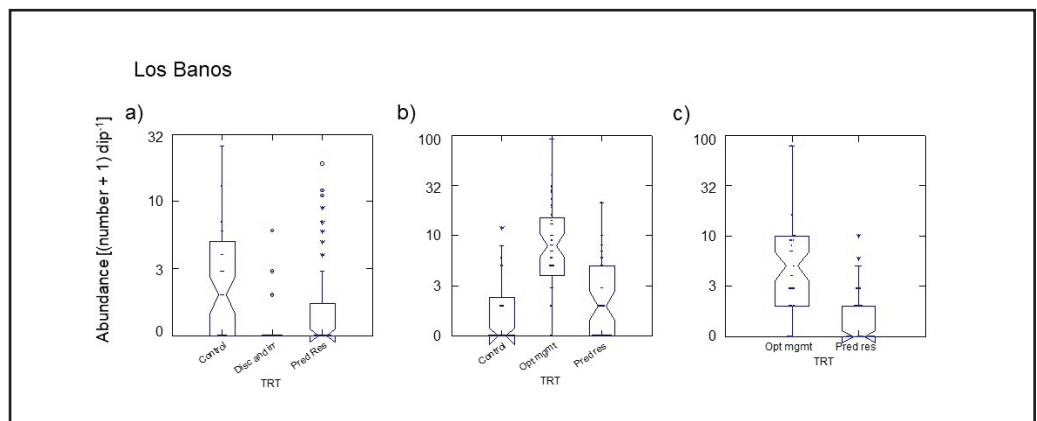 Los Banos
a)
b)
c)
Abundance [(number + 1) dip⁻¹]
32
10
3
0
Control
Disc and irr
Pred Res
TRT
100
32
10
3
0
Control
Opt mgmt
Pred res
TRT
100
32
10
3
0
Opt mgmt
Pred res
TRT